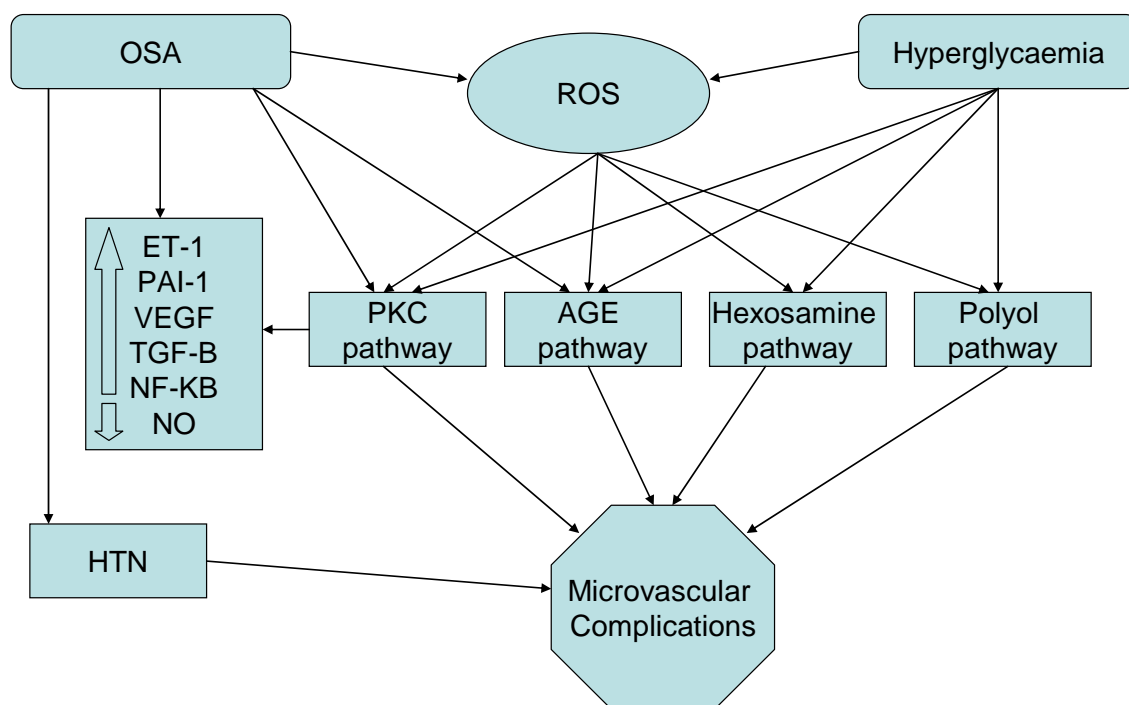 OSA
ROS
Hyperglycaemia
ET-1
PAI-1
VEGF
TGF-B
NF-KB
NO
PKC
pathway
AGE
pathway
Hexosamine
pathway
Polyol
pathway
HTN
Microvascular
Complications